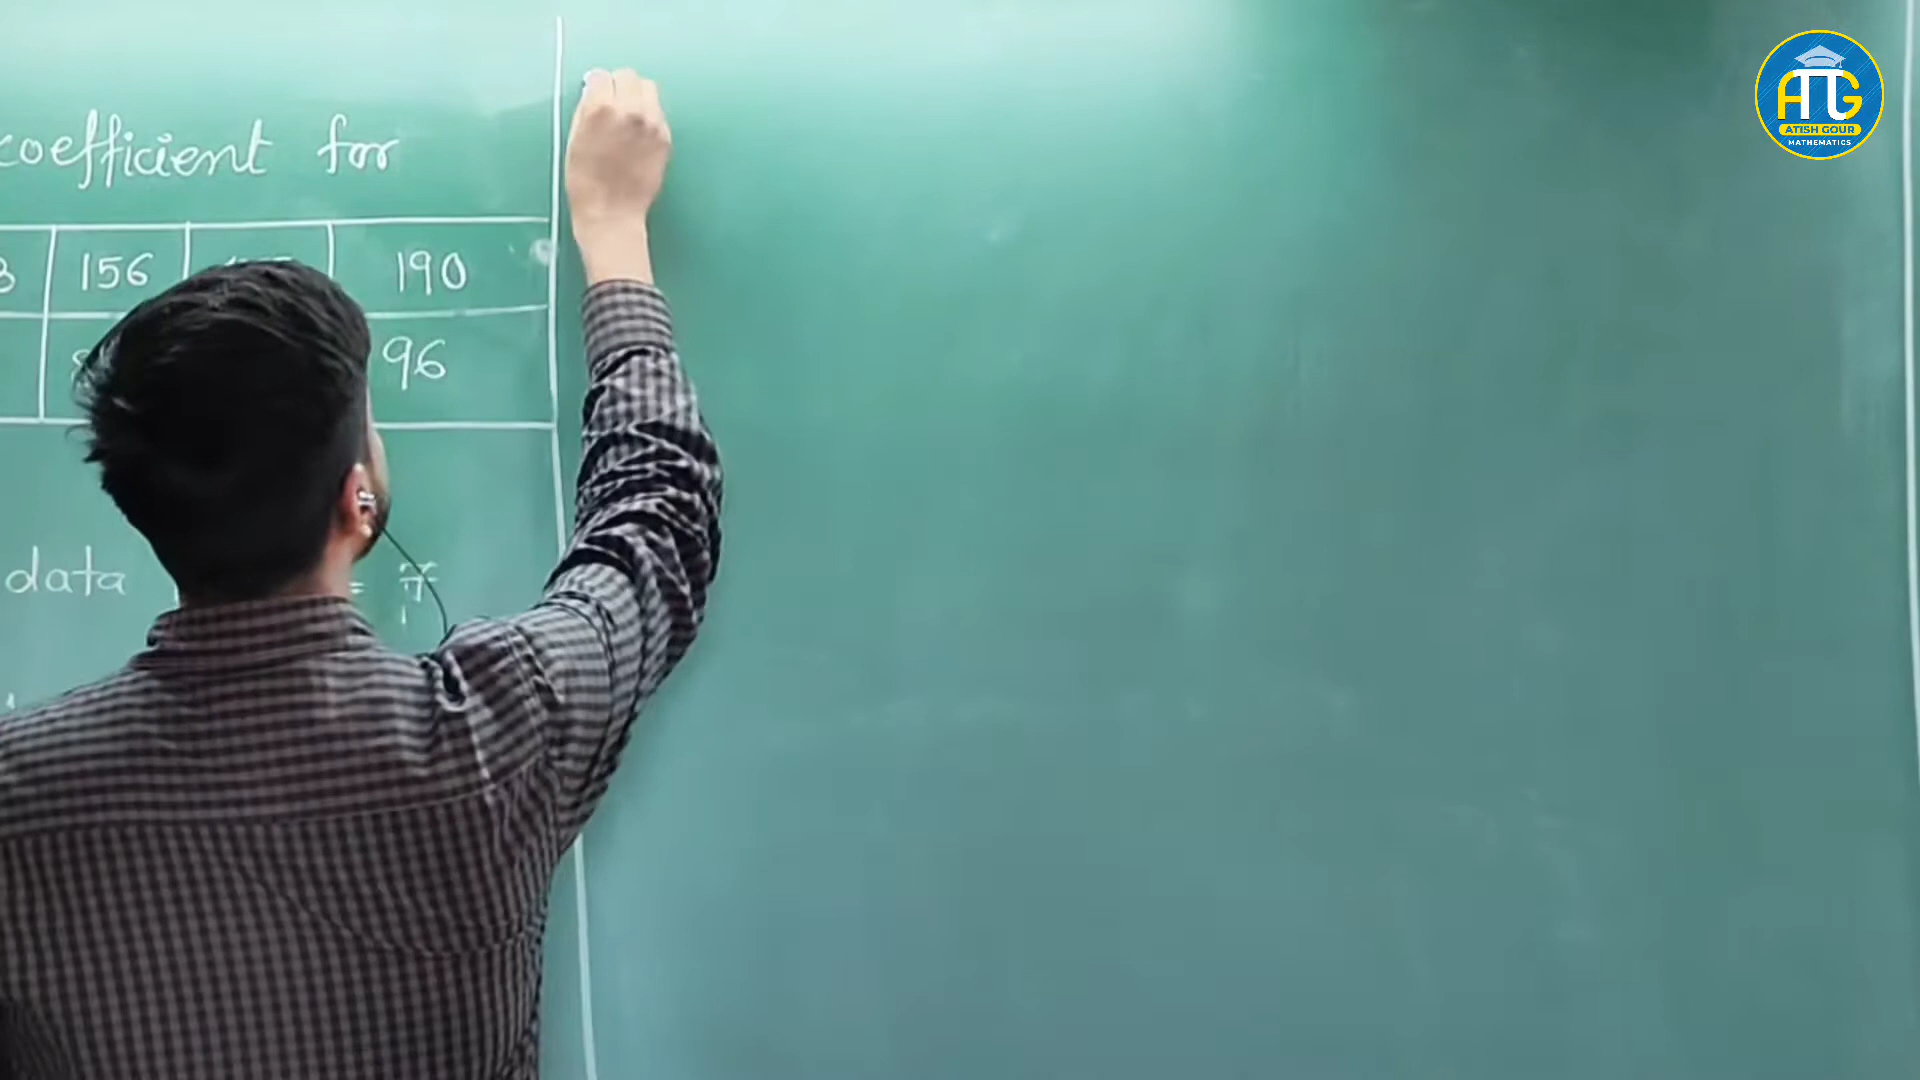 coefficient for
156 190
96
data =
ATG
ATISH GOUR
MATHEMATICS